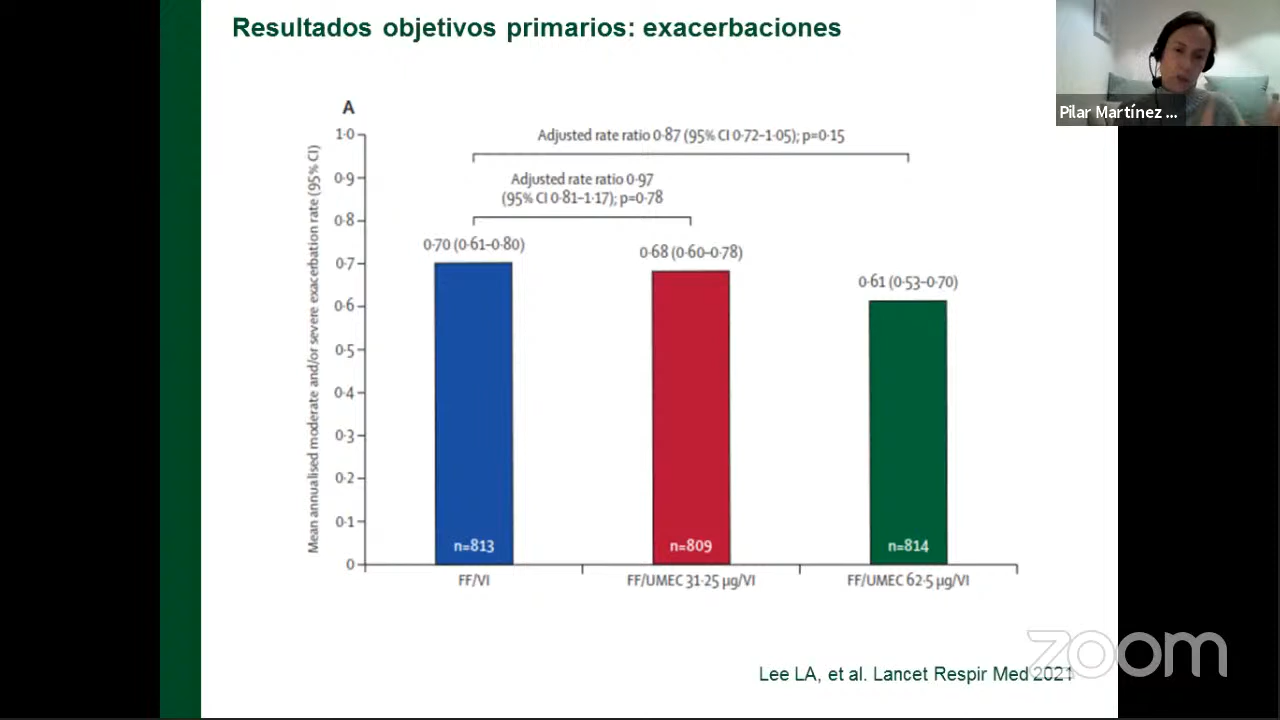 Resultados objetivos primarios: exacerbaciones
Pilar Martínez ...
A
Mean annualised moderate and/or severe exacerbation rate (95% CI)
1·0
0·9
0·8
0·7
0·6
0·5
0·4
0·3
0·2
0·1
0
Adjusted rate ratio 0·87 (95% CI 0·72–1·05); p=0·15
Adjusted rate ratio 0·97
(95% CI 0·81–1·17); p=0·78
0·70 (0·61–0·80)
0·68 (0·60–0·78)
0·61 (0·53–0·70)
n=813
n=809
n=814
FF/VI
FF/UMEC 31·25 µg/VI
FF/UMEC 62·5 µg/VI
zoom
Lee LA, et al. Lancet Respir Med 2021